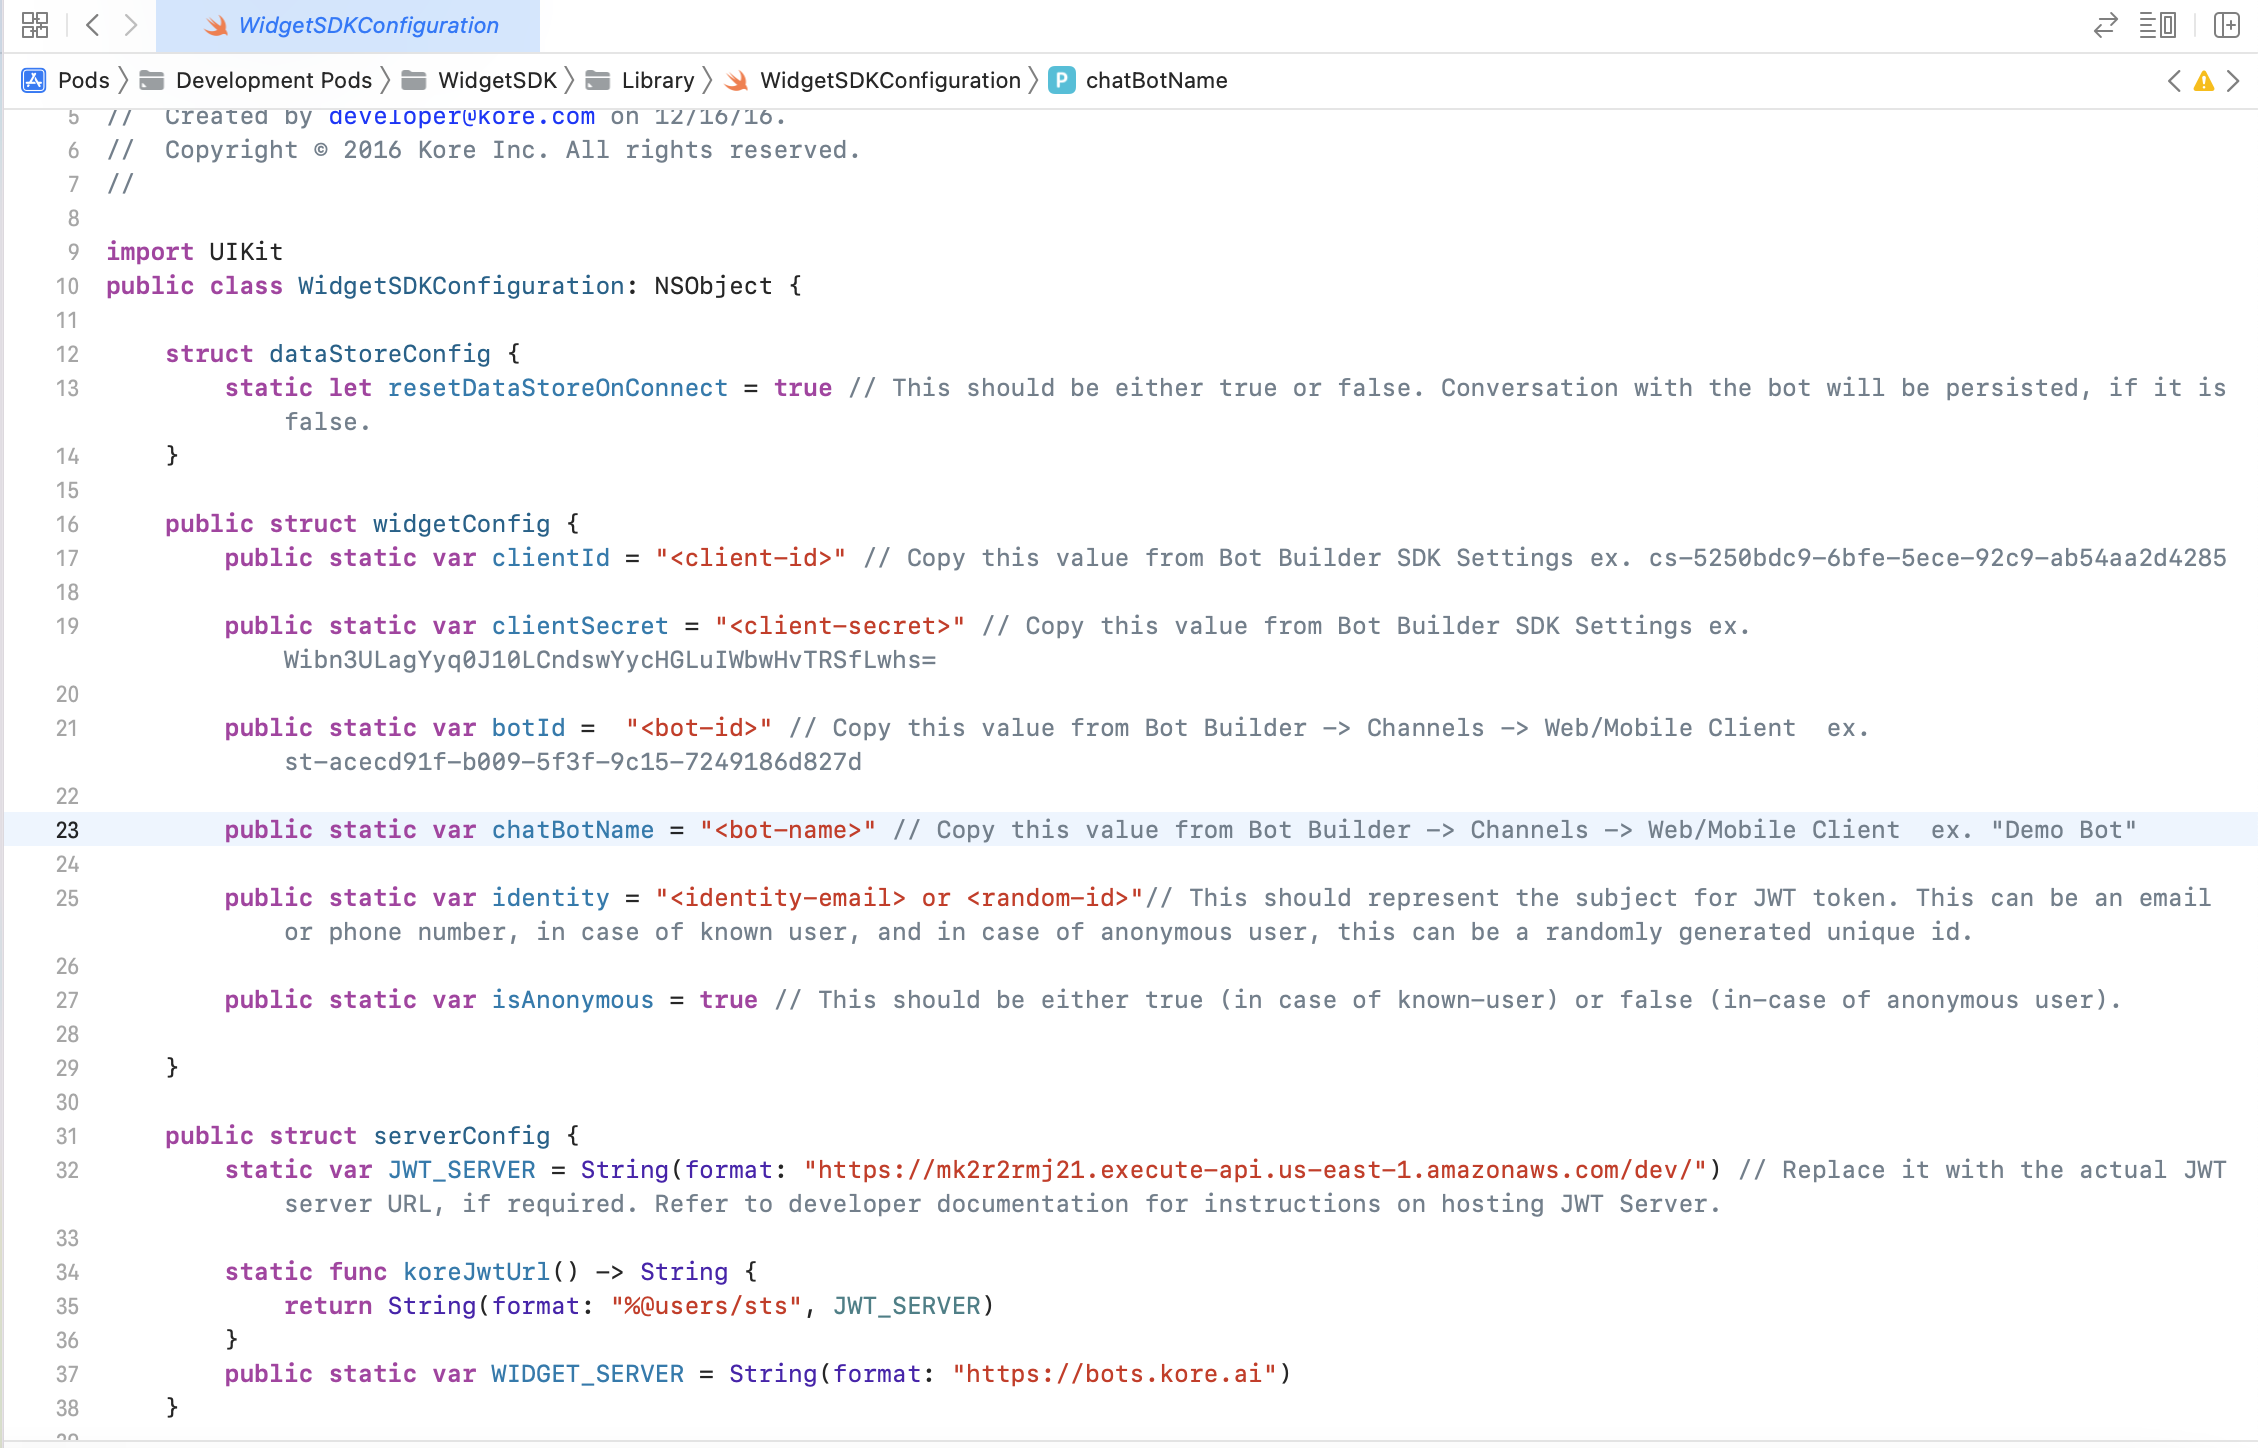 WidgetSDKConfiguration
Pods Development Pods WidgetSDK Library WidgetSDKConfiguration P chatBotName
5 // Created by developer@kore.com on 12/16/16.
6 // Copyright © 2016 Kore Inc. All rights reserved.
7 //
8
9 import UIKit
10 public class WidgetSDKConfiguration: NSObject {
11
12 struct dataStoreConfig {
13 static let resetDataStoreOnConnect = true // This should be either true or false. Conversation with the bot will be persisted, if it is
false.
14 }
15
16 public struct widgetConfig {
17 public static var clientId = "<client-id>" // Copy this value from Bot Builder SDK Settings ex. cs-5250bdc9-6bfe-5ece-92c9-ab54aa2d4285
18
19 public static var clientSecret = "<client-secret>" // Copy this value from Bot Builder SDK Settings ex.
Wibn3ULagYyq0J10LCndswYycHGLuIWbwHvTRSfLwhs=
20
21 public static var botId =  "<bot-id>" // Copy this value from Bot Builder -> Channels -> Web/Mobile Client  ex.
st-acecd91f-b009-5f3f-9c15-7249186d827d
22
23 public static var chatBotName = "<bot-name>" // Copy this value from Bot Builder -> Channels -> Web/Mobile Client  ex. "Demo Bot"
24
25 public static var identity = "<identity-email> or <random-id>"// This should represent the subject for JWT token. This can be an email
or phone number, in case of known user, and in case of anonymous user, this can be a randomly generated unique id.
26
27 public static var isAnonymous = true // This should be either true (in case of known-user) or false (in-case of anonymous user).
28
29 }
30
31 public struct serverConfig {
32 static var JWT_SERVER = String(format: "https://mk2r2rmj21.execute-api.us-east-1.amazonaws.com/dev/") // Replace it with the actual JWT
server URL, if required. Refer to developer documentation for instructions on hosting JWT Server.
33
34 static func koreJwtUrl() -> String {
35 return String(format: "%@users/sts", JWT_SERVER)
36 }
37 public static var WIDGET_SERVER = String(format: "https://bots.kore.ai")
38 }